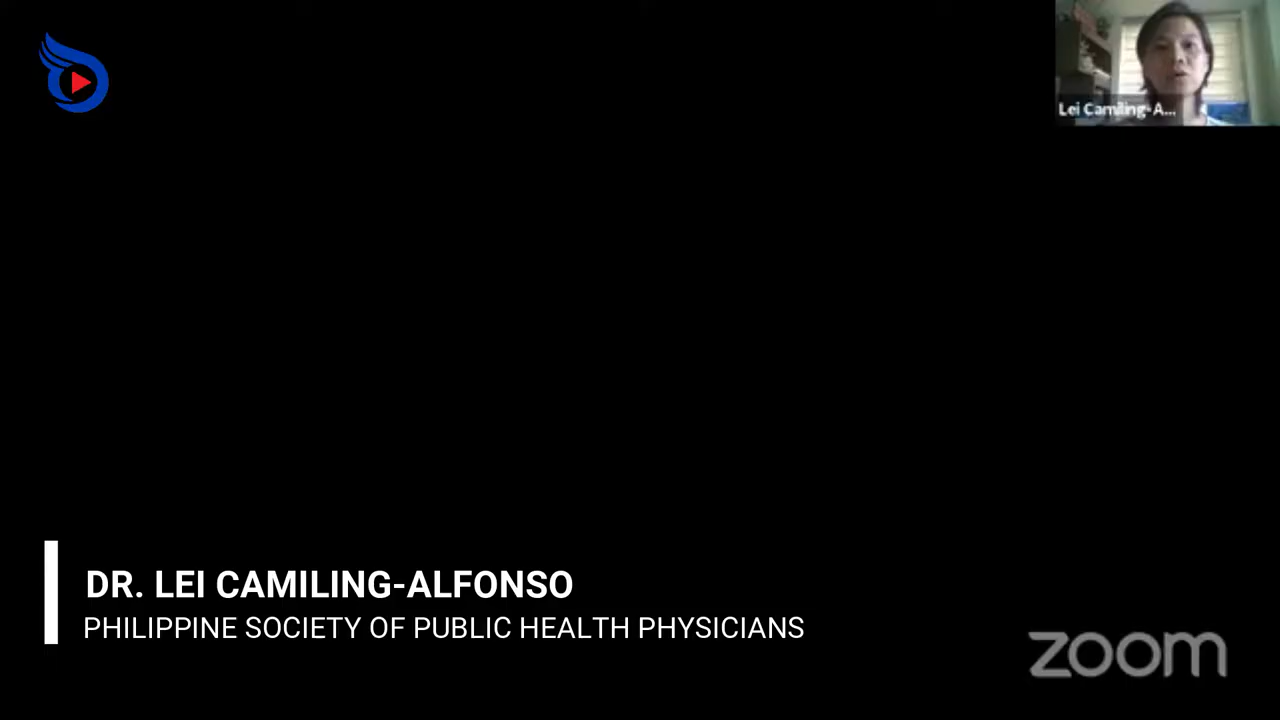 Lei Camiling-A...
DR. LEI CAMILING-ALFONSO
PHILIPPINE SOCIETY OF PUBLIC HEALTH PHYSICIANS
zoom